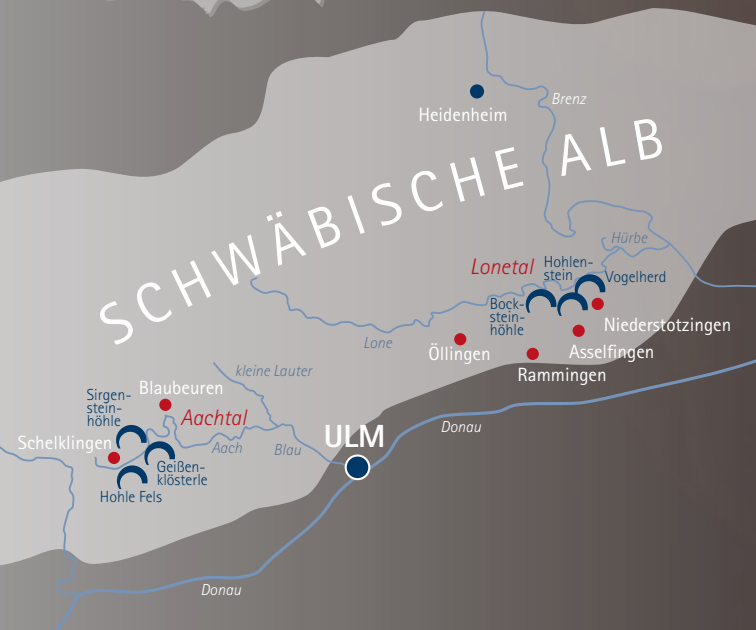 Brenz
Heidenheim
SCHWÄBISCHE ALB
Hürbe
Lonetal
Hohlen-
stein
Vogelherd
Bock-
stein-
höhle
Niederstotzingen
Lone
Öllingen
Asselfingen
Rammingen
kleine Lauter
Blaubeuren
Sirgen-
stein-
höhle
Aachtal
Donau
ULM
Schelklingen
Aach
Blau
Geißen-
klösterle
Hohle Fels
Donau